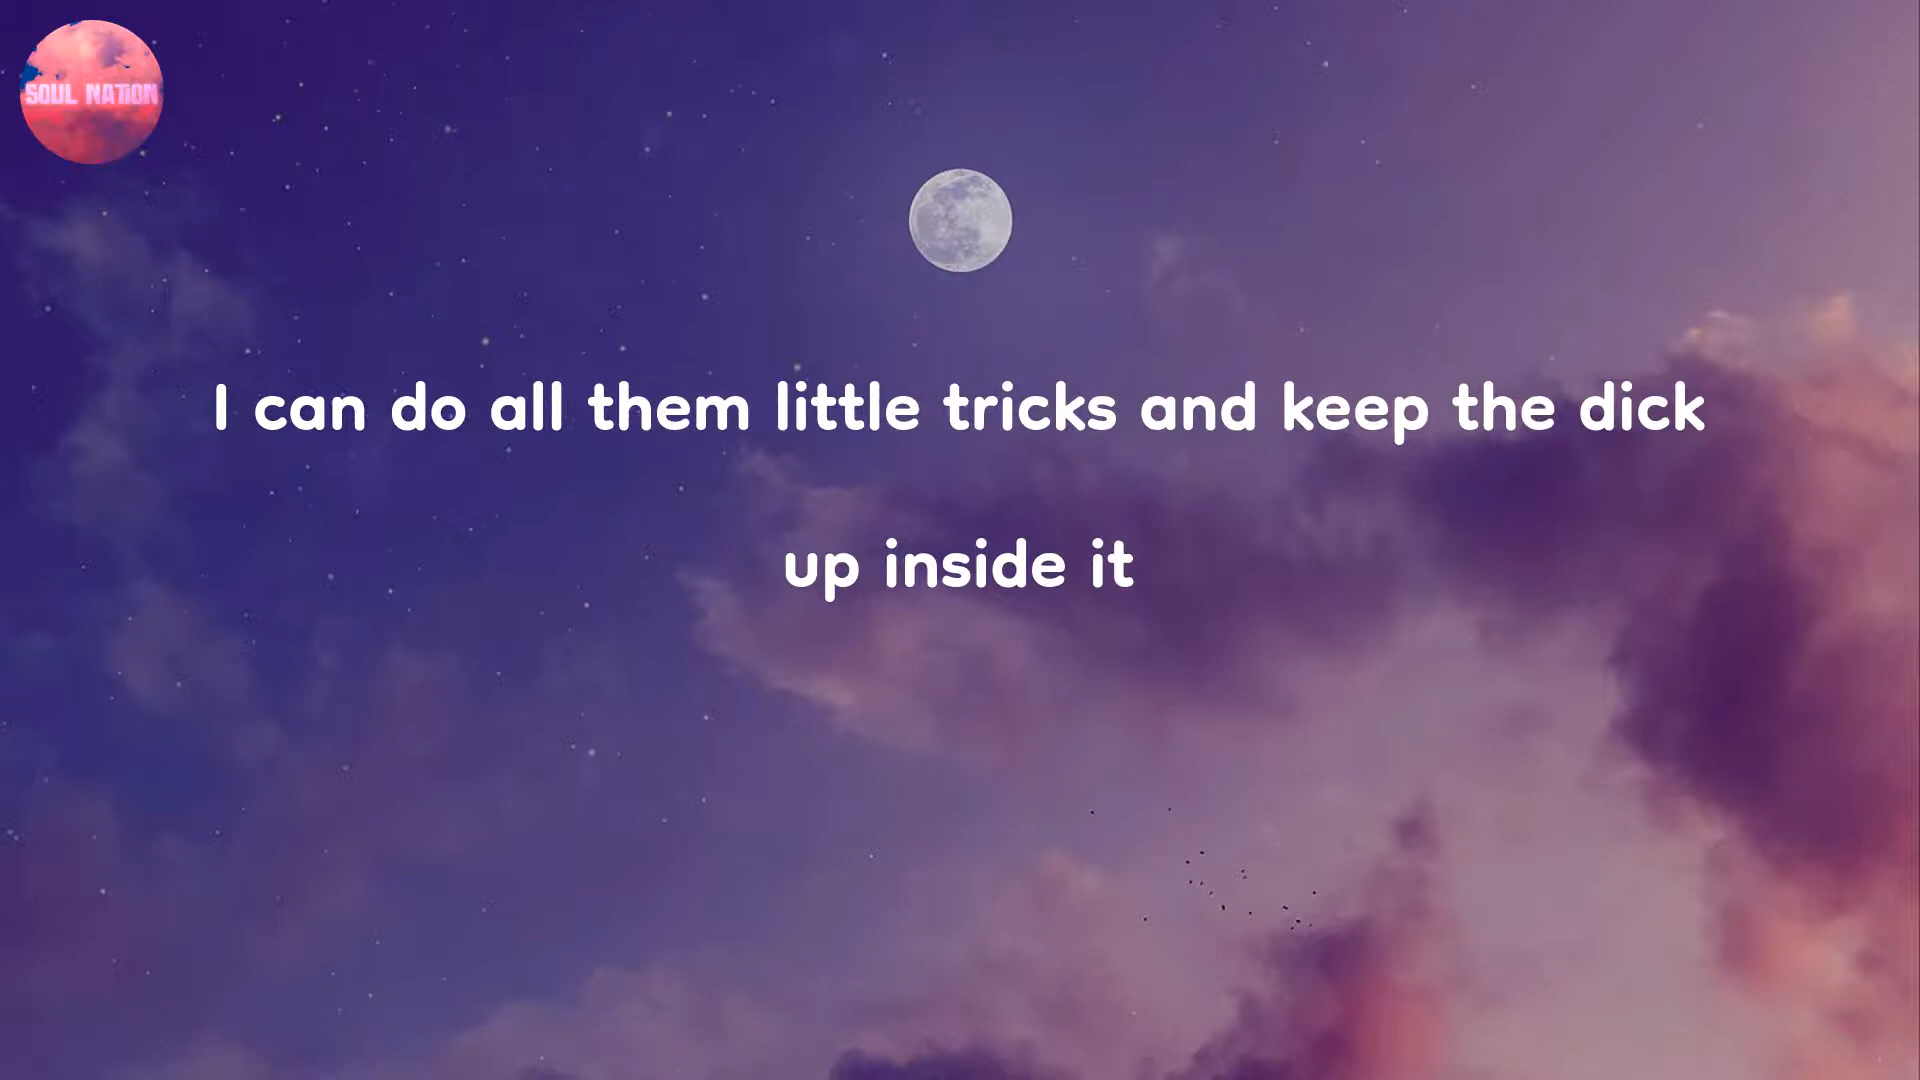 SOUL NATION
I can do all them little tricks and keep the dick
up inside it